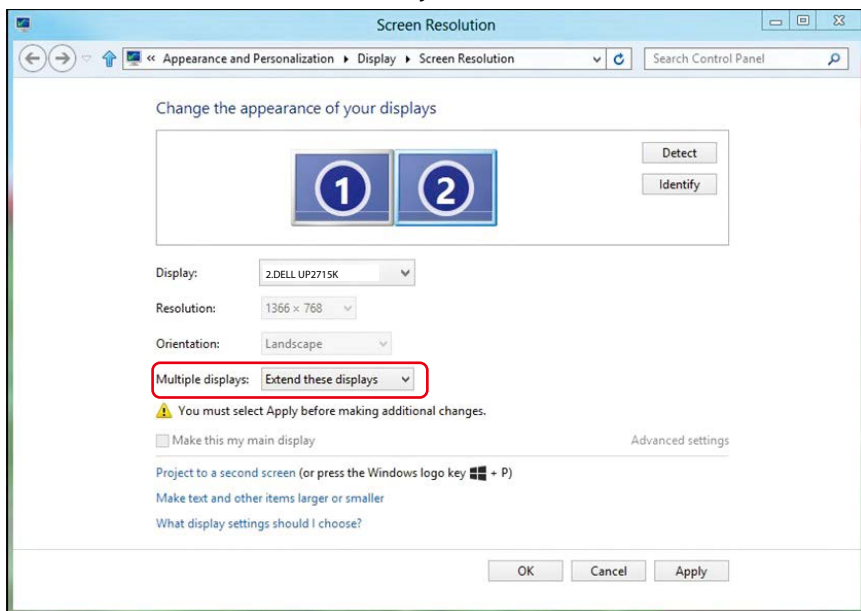 Screen Resolution
« Appearance and Personalization ▸ Display ▸ Screen Resolution
Search Control Panel
Change the appearance of your displays
1 2
Detect
Identify
Display: 2.DELL UP2715K
Resolution: 1366 × 768
Orientation: Landscape
Multiple displays: Extend these displays
You must select Apply before making additional changes.
Make this my main display Advanced settings
Project to a second screen (or press the Windows logo key + P)
Make text and other items larger or smaller
What display settings should I choose?
OK Cancel Apply